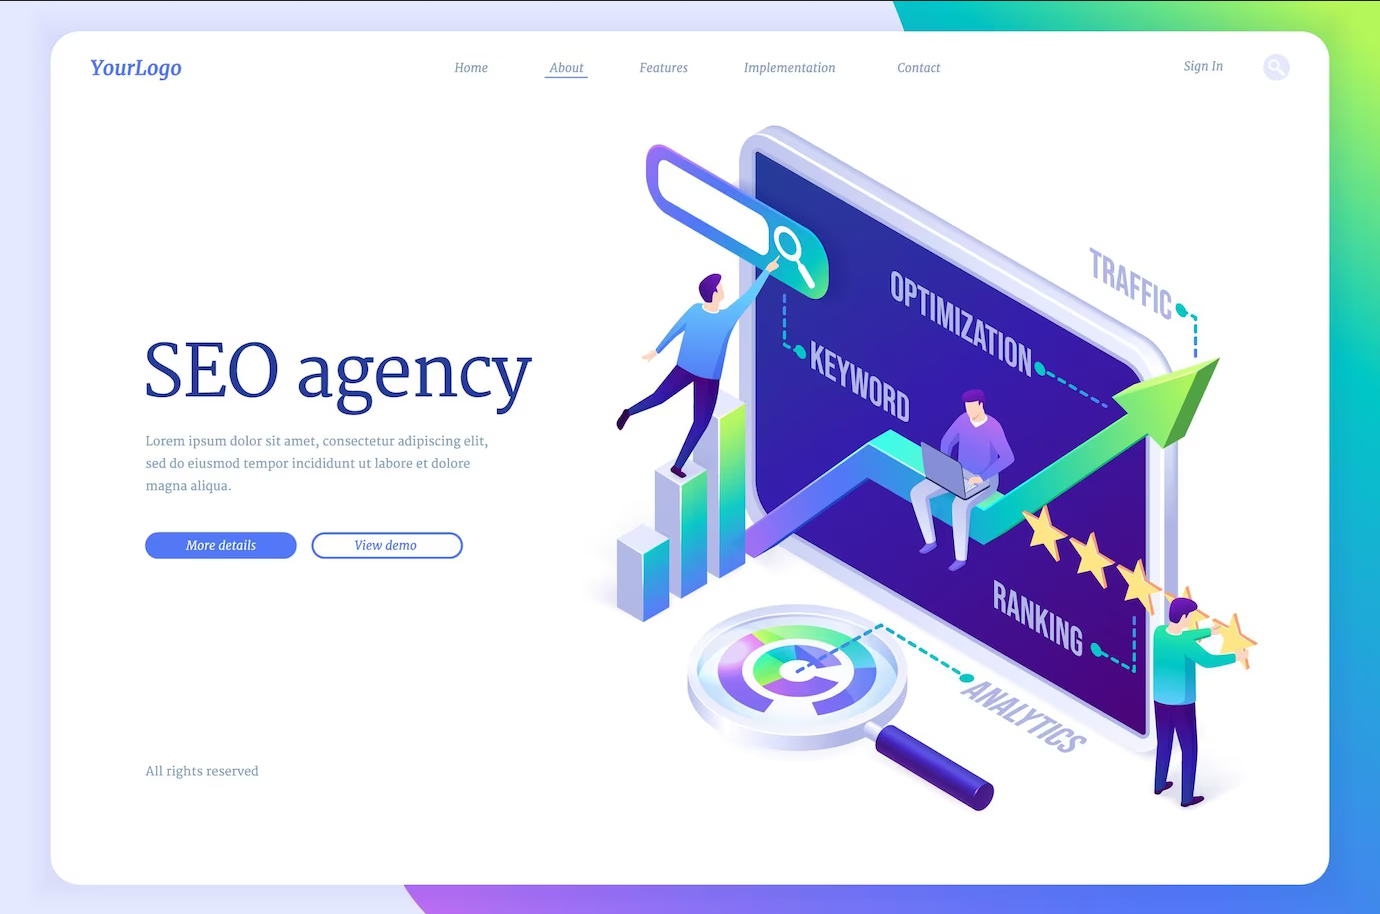 YourLogo
Home
About
Features
Implementation
Contact
Sign In
TRAFFIC
OPTIMIZATION
KEYWORD
SEO agency
Lorem ipsum dolor sit amet, consectetur adipiscing elit,
sed do eiusmod tempor incididunt ut labore et dolore
magna aliqua.
More details
View demo
RANKING
ANALYTICS
All rights reserved